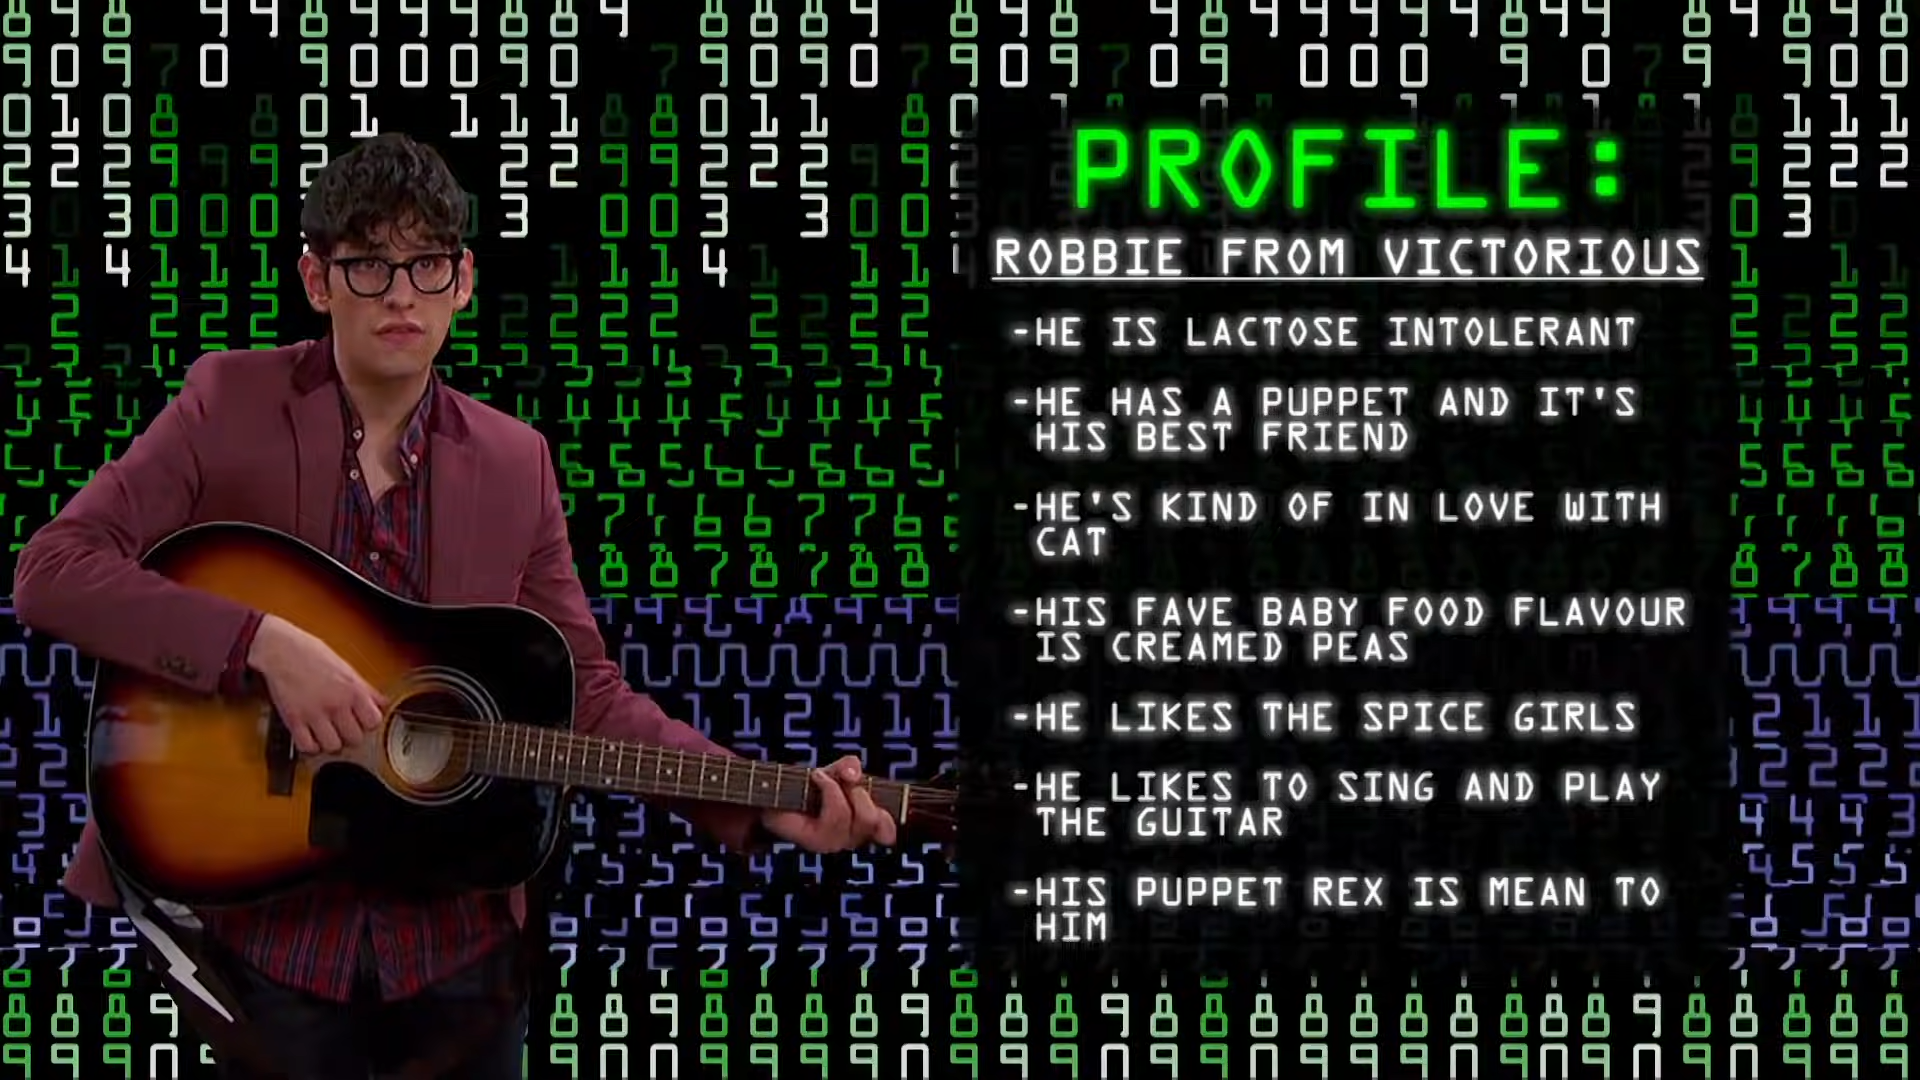 PROFILE:
ROBBIE FROM VICTORIOUS
-HE IS LACTOSE INTOLERANT
-HE HAS A PUPPET AND IT'S
HIS BEST FRIEND
-HE'S KIND OF IN LOVE WITH
CAT
-HIS FAVE BABY FOOD FLAVOUR
IS CREAMED PEAS
-HE LIKES THE SPICE GIRLS
-HE LIKES TO SING AND PLAY
THE GUITAR
-HIS PUPPET REX IS MEAN TO
HIM